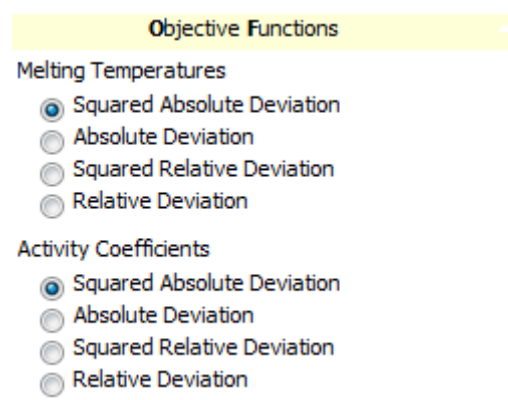 Objective Functions
Melting Temperatures
Squared Absolute Deviation
Absolute Deviation
Squared Relative Deviation
Relative Deviation
Activity Coefficients
Squared Absolute Deviation
Absolute Deviation
Squared Relative Deviation
Relative Deviation